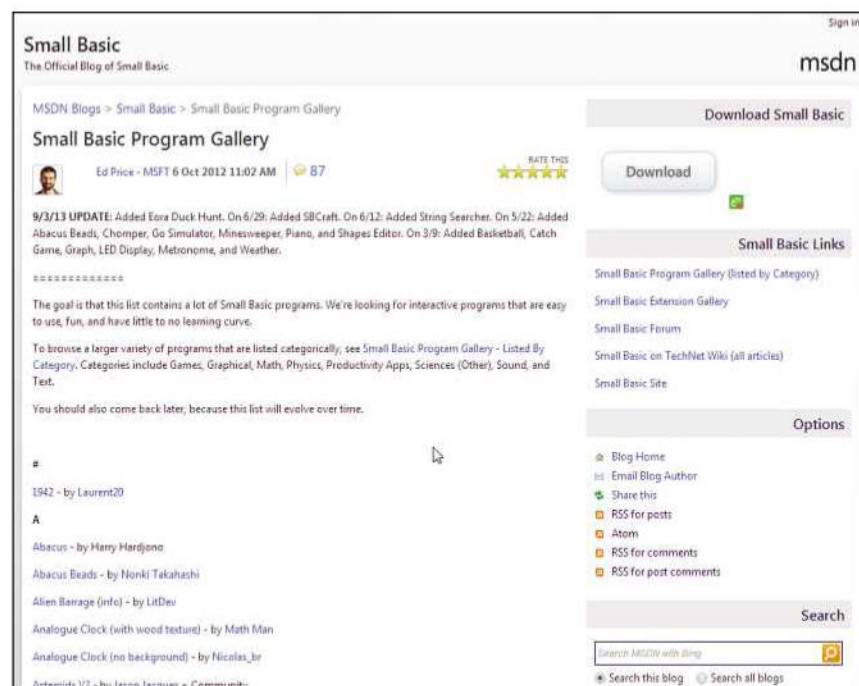 Sign in
Small Basic
The Official Blog of Small Basic
msdn
MSDN Blogs > Small Basic > Small Basic Program Gallery
Small Basic Program Gallery
Ed Price - MSFT 6 Oct 2012 11:02 AM
87
RATE THIS
9/3/13 UPDATE: Added Eora Duck Hunt. On 6/29: Added SBCraft. On 6/12: Added String Searcher. On 5/22: Added
Abacus Beads, Chomper, Go Simulator, Minesweeper, Piano, and Shapes Editor. On 3/9: Added Basketball, Catch
Game, Graph, LED Display, Metronome, and Weather.
=============
The goal is that this list contains a lot of Small Basic programs. We're looking for interactive programs that are easy
to use, fun, and have little to no learning curve.
To browse a larger variety of programs that are listed categorically, see Small Basic Program Gallery - Listed By
Category. Categories include Games, Graphical, Math, Physics, Productivity Apps, Sciences (Other), Sound, and
Text.
You should also come back later, because this list will evolve over time.
#
1942 - by Laurent20
A
Abacus - by Harry Hardjono
Abacus Beads - by Nonki Takahashi
Alien Barrage (info) - by LitDev
Analogue Clock (with wood texture) - by Math Man
Analogue Clock (no background) - by Nicolas_br
Asteroids V2 - by Jason Jacques + Community
Download Small Basic
Download
Small Basic Links
Small Basic Program Gallery (listed by Category)
Small Basic Extension Gallery
Small Basic Forum
Small Basic on TechNet Wiki (all articles)
Small Basic Site
Options
Blog Home
Email Blog Author
Share this
RSS for posts
Atom
RSS for comments
RSS for post comments
Search
Search MSDN with Bing
Search this blog
Search all blogs